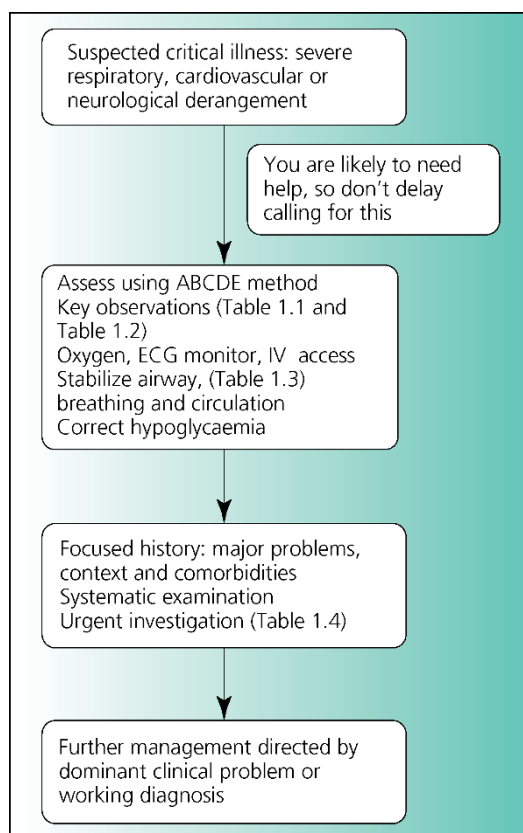 Suspected critical illness: severe
respiratory, cardiovascular or
neurological derangement
You are likely to need
help, so don't delay
calling for this
Assess using ABCDE method
Key observations (Table 1.1 and
Table 1.2)
Oxygen, ECG monitor, IV access
Stabilize airway, (Table 1.3)
breathing and circulation
Correct hypoglycaemia
Focused history: major problems,
context and comorbidities
Systematic examination
Urgent investigation (Table 1.4)
Further management directed by
dominant clinical problem or
working diagnosis